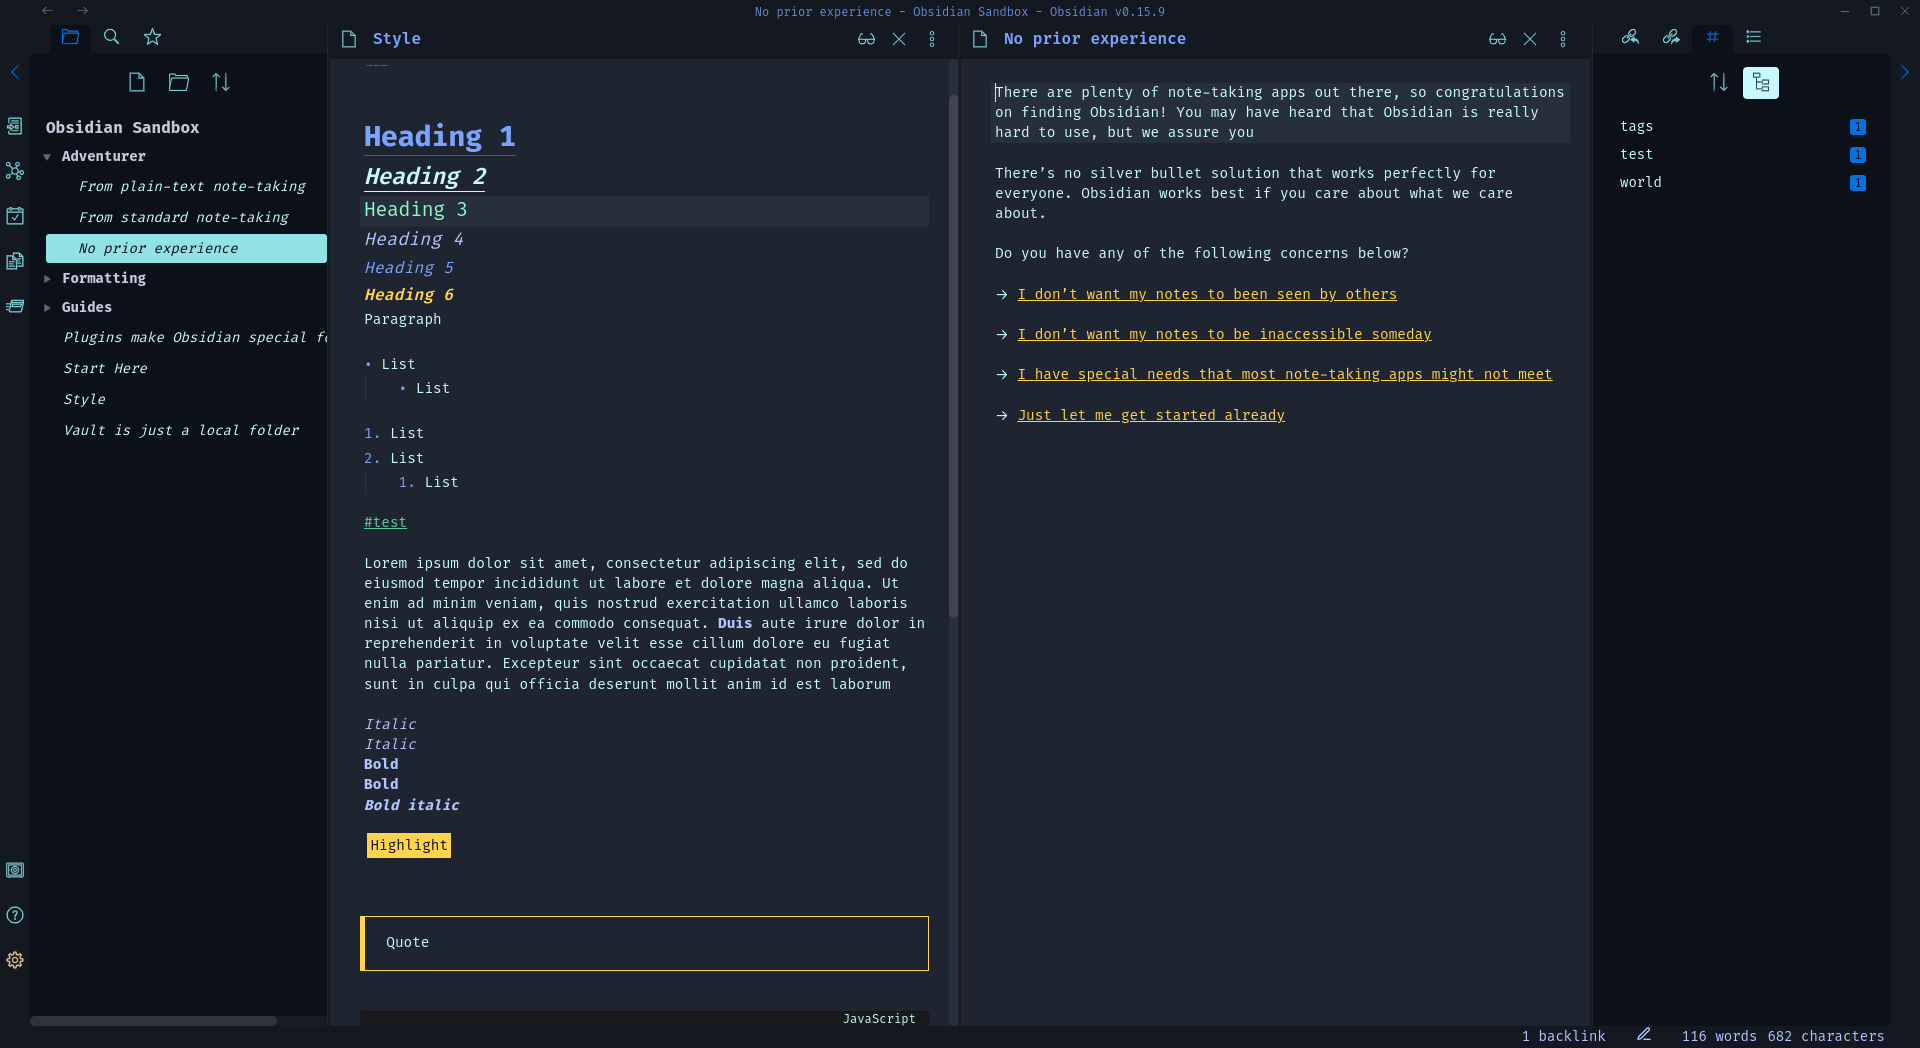 No prior experience - Obsidian Sandbox - Obsidian v0.15.9
Obsidian Sandbox
Adventurer
From plain-text note-taking
From standard note-taking
No prior experience
Formatting
Guides
Plugins make Obsidian special fo
Start Here
Style
Vault is just a local folder
Style
---
Heading 1
Heading 2
Heading 3
Heading 4
Heading 5
Heading 6
Paragraph
• List
• List
1. List
2. List
1. List
#test
Lorem ipsum dolor sit amet, consectetur adipiscing elit, sed do
eiusmod tempor incididunt ut labore et dolore magna aliqua. Ut
enim ad minim veniam, quis nostrud exercitation ullamco laboris
nisi ut aliquip ex ea commodo consequat. Duis aute irure dolor in
reprehenderit in voluptate velit esse cillum dolore eu fugiat
nulla pariatur. Excepteur sint occaecat cupidatat non proident,
sunt in culpa qui officia deserunt mollit anim id est laborum
Italic
Italic
Bold
Bold
Bold italic
Highlight
Quote
JavaScript
No prior experience
There are plenty of note-taking apps out there, so congratulations
on finding Obsidian! You may have heard that Obsidian is really
hard to use, but we assure you
There's no silver bullet solution that works perfectly for
everyone. Obsidian works best if you care about what we care
about.
Do you have any of the following concerns below?
→ I don't want my notes to been seen by others
→ I don't want my notes to be inaccessible someday
→ I have special needs that most note-taking apps might not meet
→ Just let me get started already
tags 1
test 1
world 1
1 backlink 116 words 682 characters